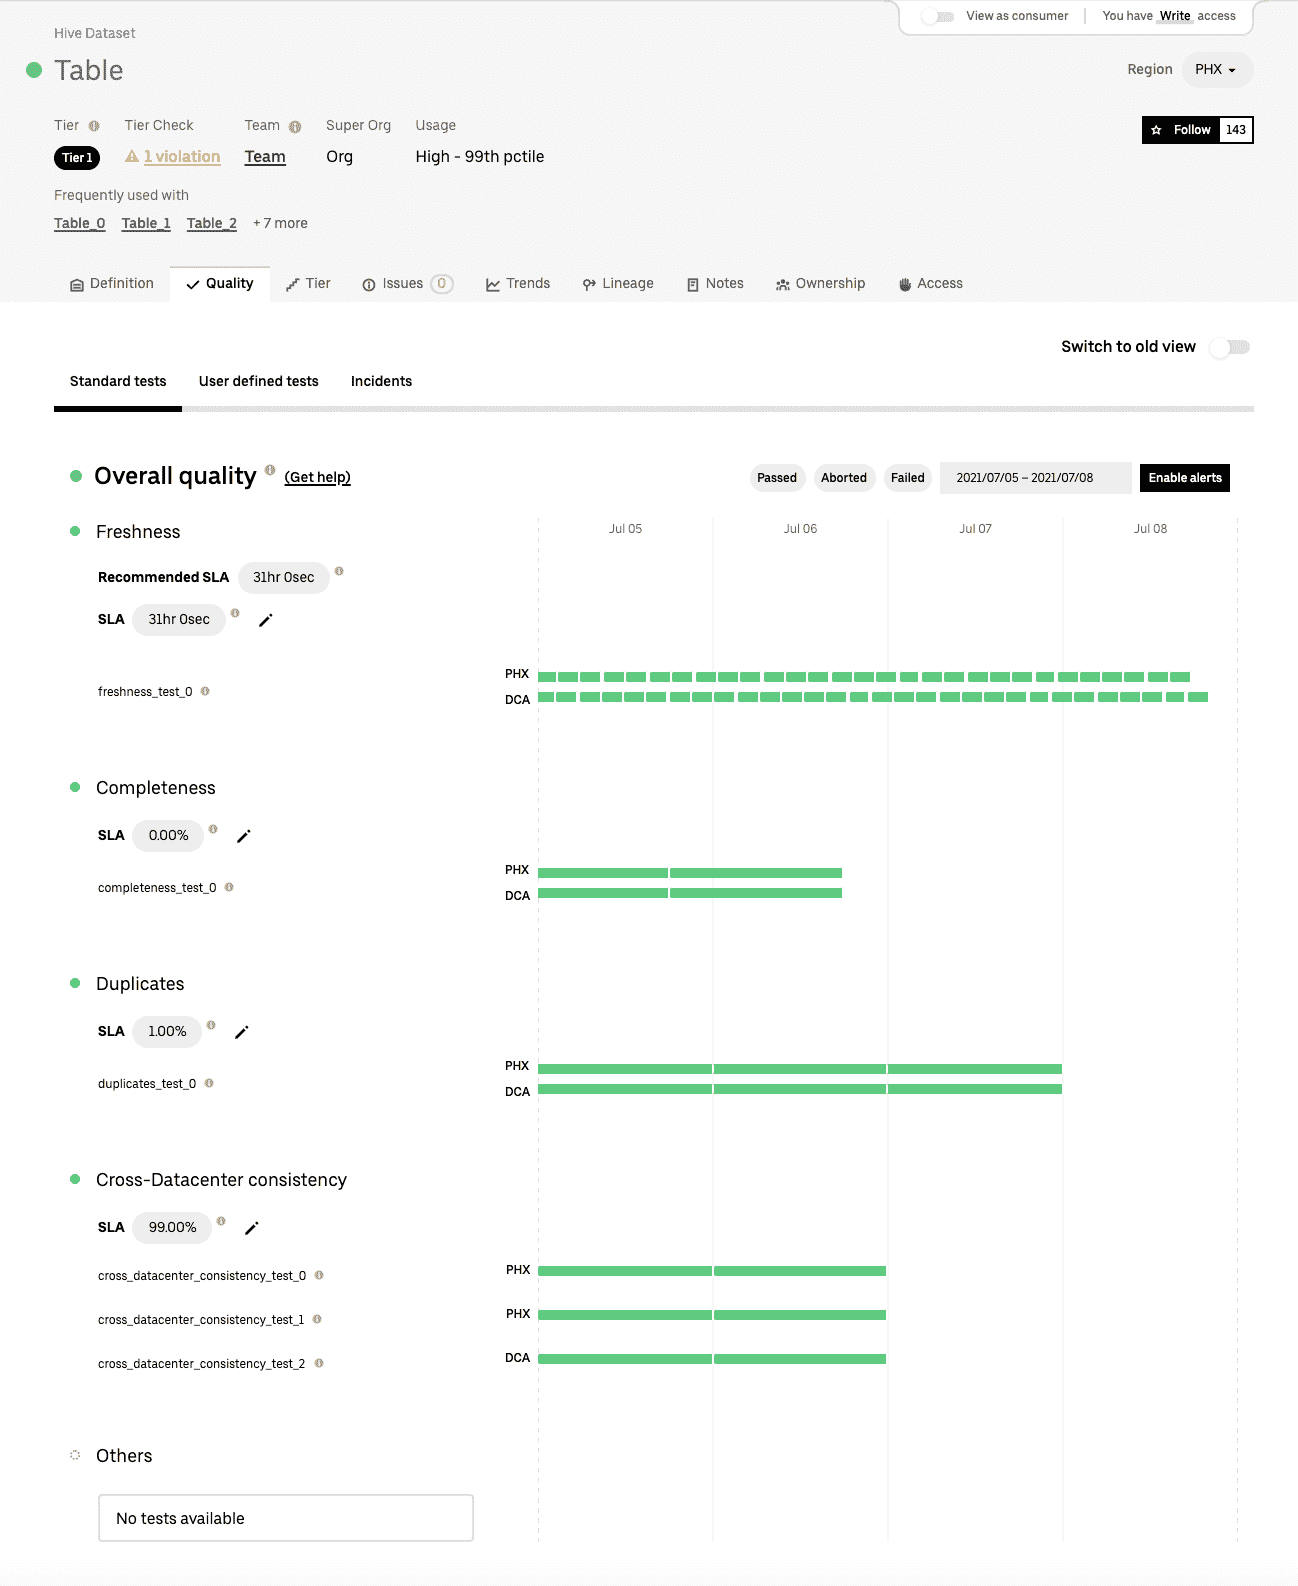 View as consumer You have Write access
Hive Dataset
Table
Region PHX
Tier Tier Check Team Super Org Usage
Tier 1 1 violation Team Org High - 99th pctile
Follow 143
Frequently used with
Table_0 Table_1 Table_2 + 7 more
Definition Quality Tier Issues 0 Trends Lineage Notes Ownership Access
Switch to old view
Standard tests User defined tests Incidents
Overall quality (Get help) Passed Aborted Failed 2021/07/05 – 2021/07/08 Enable alerts
Freshness Jul 05 Jul 06 Jul 07 Jul 08
Recommended SLA 31hr 0sec
SLA 31hr 0sec
PHX
freshness_test_0
DCA
Completeness
SLA 0.00%
PHX
completeness_test_0
DCA
Duplicates
SLA 1.00%
PHX
duplicates_test_0
DCA
Cross-Datacenter consistency
SLA 99.00%
cross_datacenter_consistency_test_0 PHX
cross_datacenter_consistency_test_1 PHX
cross_datacenter_consistency_test_2 DCA
Others
No tests available